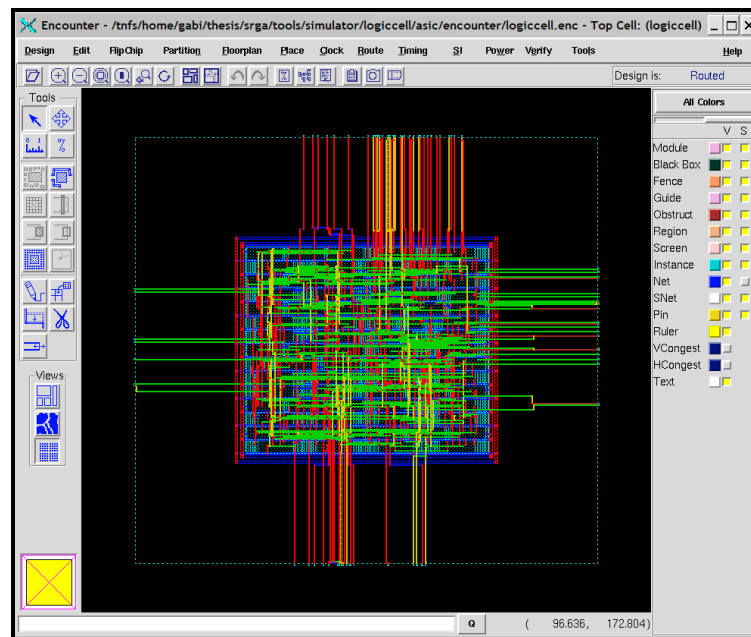 Encounter - /tnfs/home/gabi/thesis/srga/tools/simulator/logiccell/asic/encounter/logiccell.enc - Top Cell: (logiccell)
Design Edit FlipChip Partition Floorplan Place Clock Route Timing SI Power Verify Tools Help
Design is: Routed
Tools
All Colors
V S
Module
Black Box
Fence
Guide
Obstruct
Region
Screen
Instance
Net
SNet
Pin
Ruler
VCongest
HCongest
Text
Views
Q ( 96.636, 172.804)